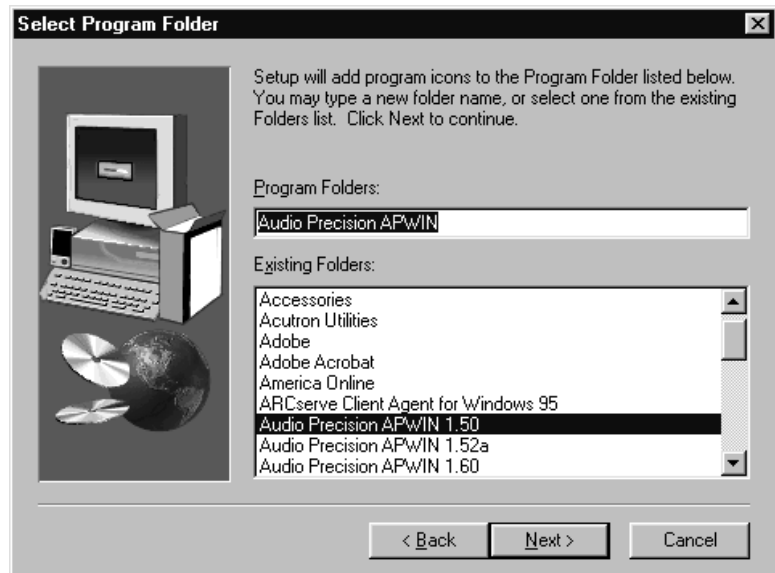 Select Program Folder
Setup will add program icons to the Program Folder listed below.
You may type a new folder name, or select one from the existing
Folders list. Click Next to continue.
Program Folders:
Audio Precision APWIN
Existing Folders:
Accessories
Acutron Utilities
Adobe
Adobe Acrobat
America Online
ARCserve Client Agent for Windows 95
Audio Precision APWIN 1.50
Audio Precision APWIN 1.52a
Audio Precision APWIN 1.60
< Back
Next >
Cancel